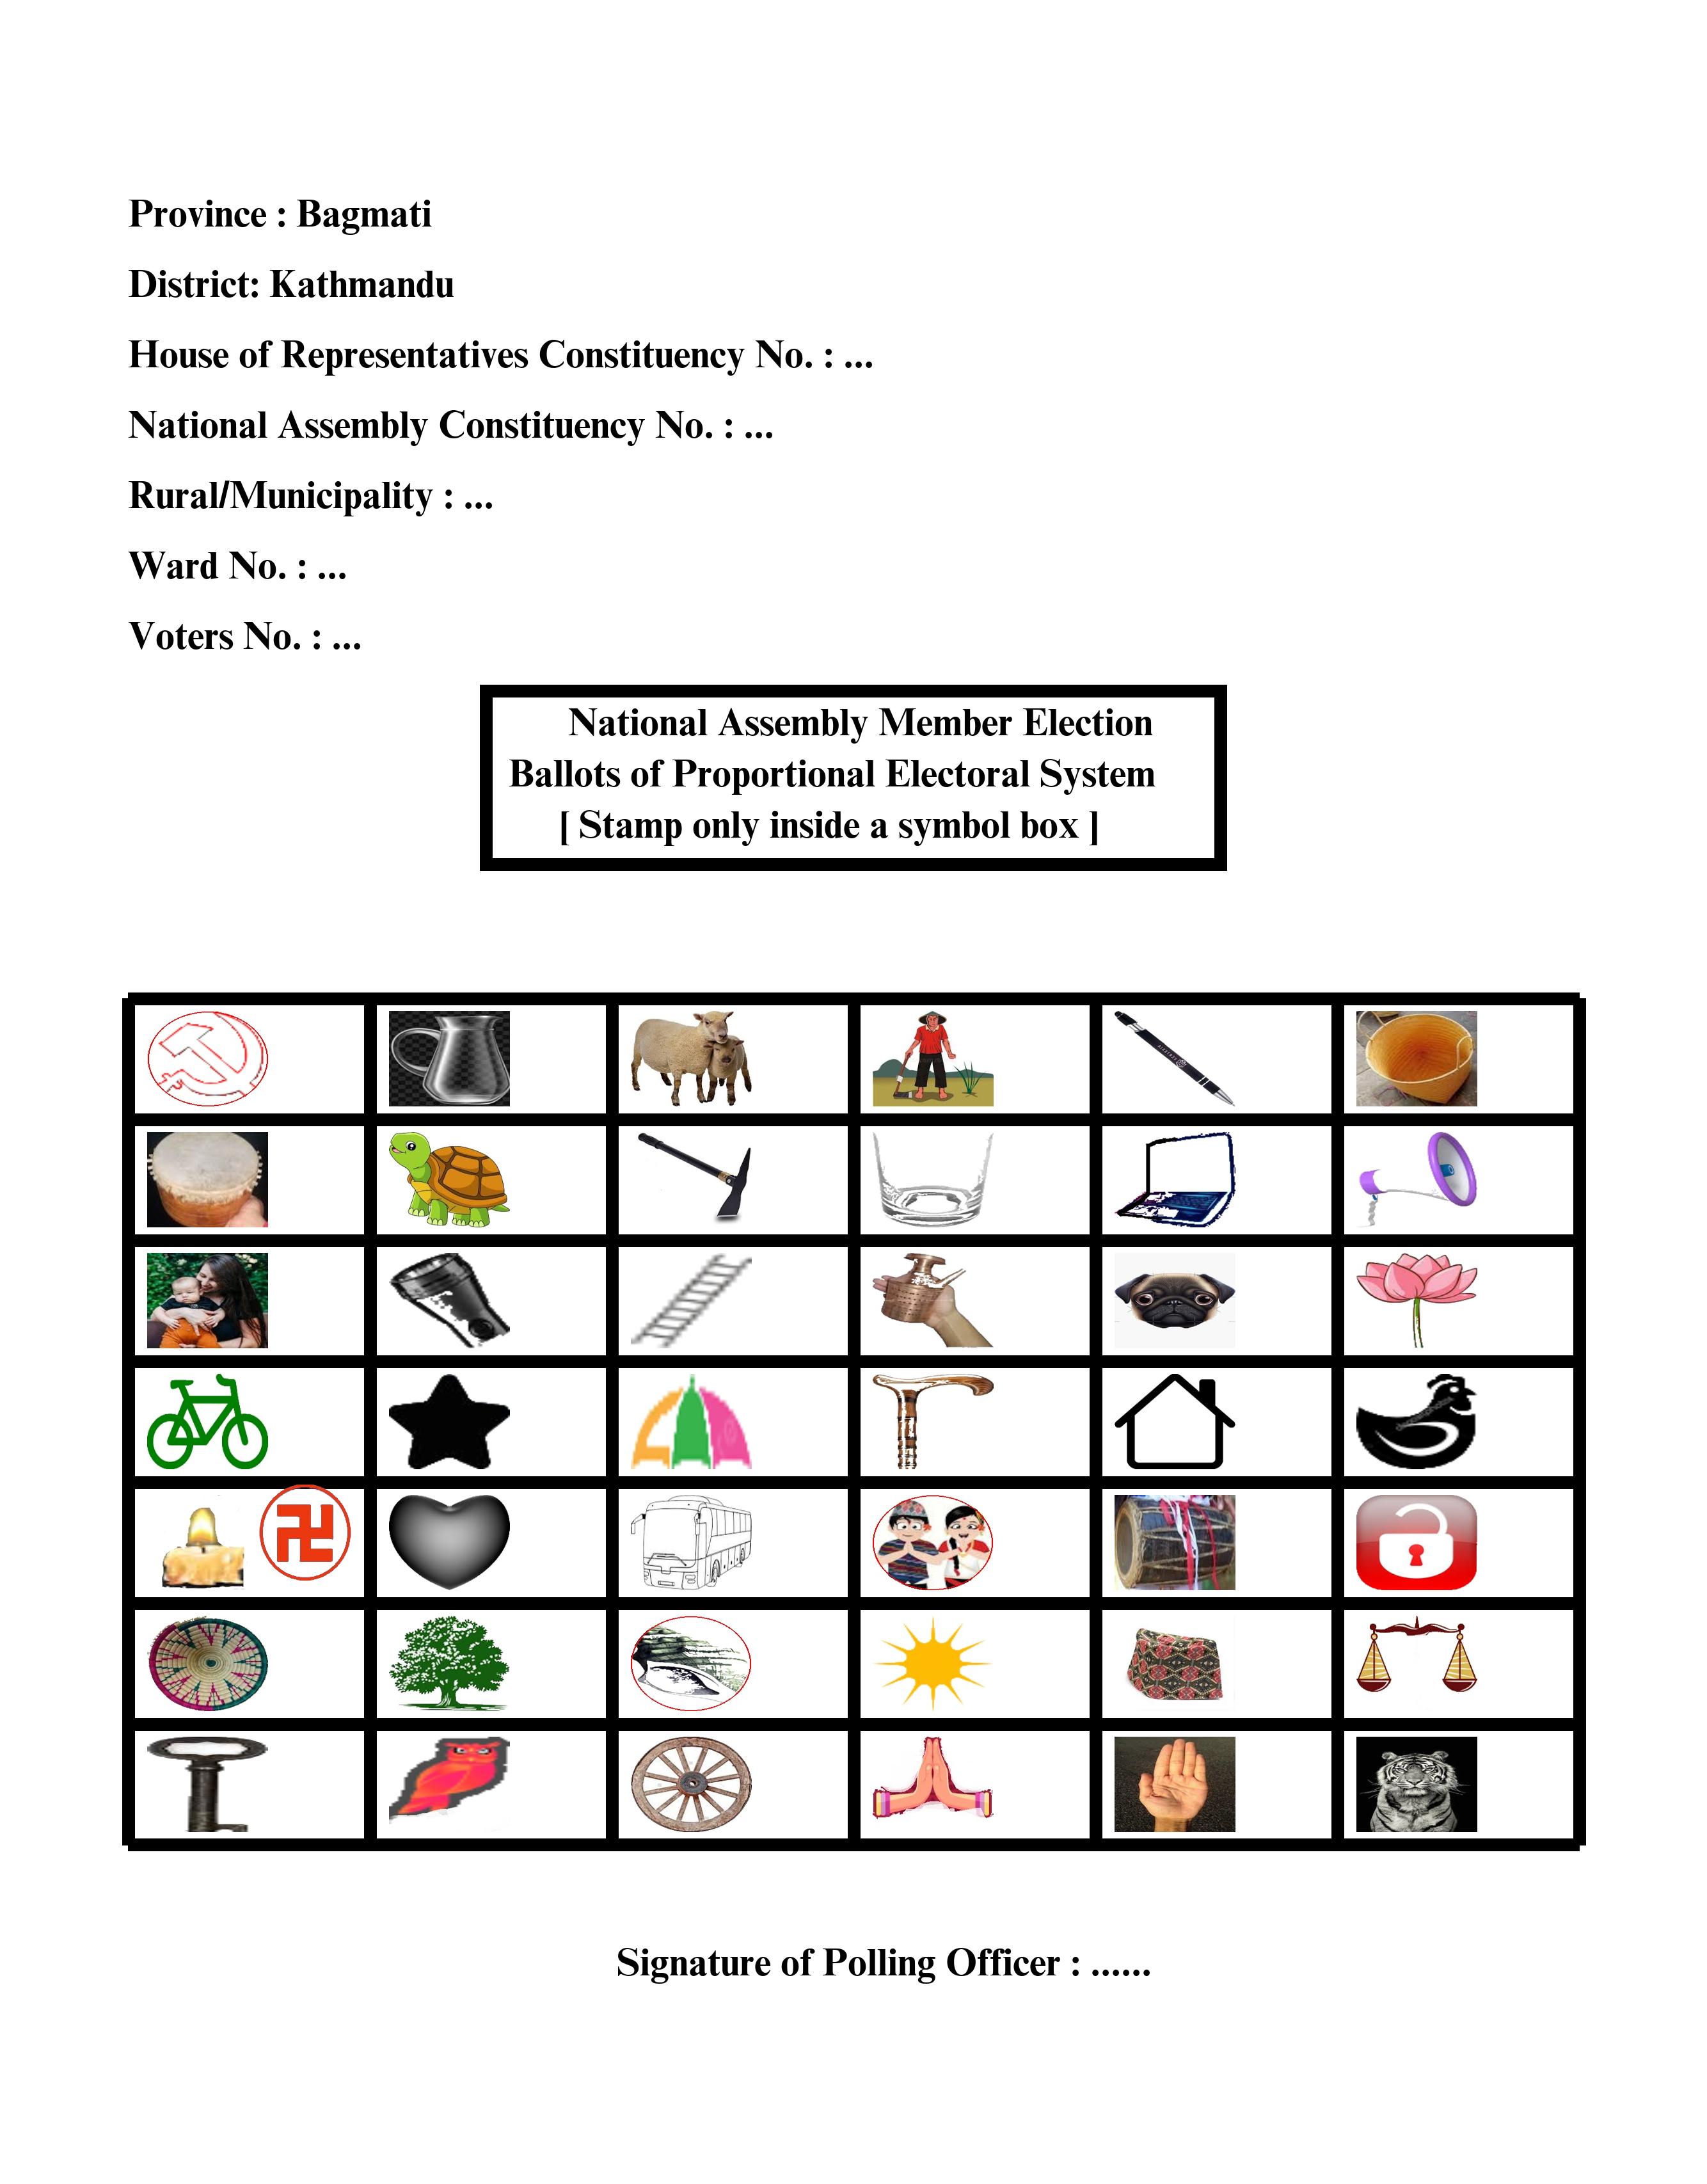 Province : Bagmati
District: Kathmandu
House of Representatives Constituency No. : ...
National Assembly Constituency No. : ...
Rural/Municipality : ...
Ward No. : ...
Voters No. : ...
National Assembly Member Election
Ballots of Proportional Electoral System
[ Stamp only inside a symbol box ]
Signature of Polling Officer : ......